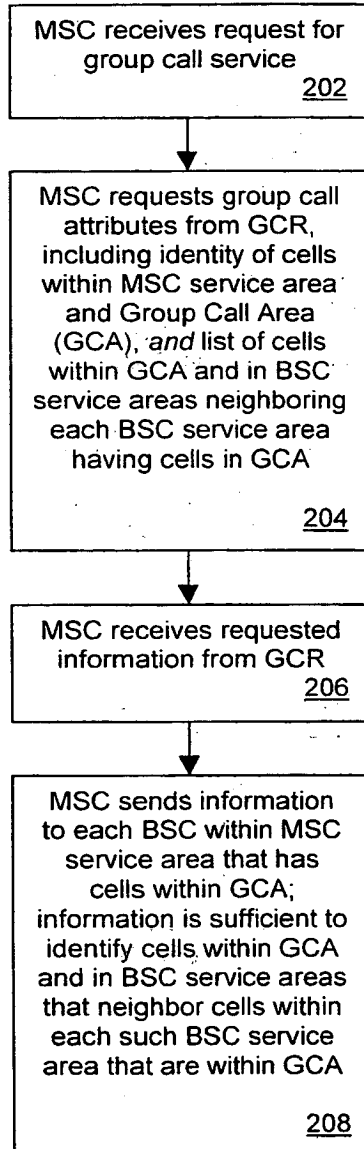 MSC receives request for
group call service
202
MSC requests group call
attributes from GCR,
including identity of cells
within MSC service area
and Group Call Area
(GCA), and list of cells
within GCA and in BSC
service areas neighboring
each BSC service area
having cells in GCA
204
MSC receives requested
information from GCR
206
MSC sends information
to each BSC within MSC
service area that has
cells within GCA;
information is sufficient to
identify cells within GCA
and in BSC service areas
that neighbor cells within
each such BSC service
area that are within GCA
208